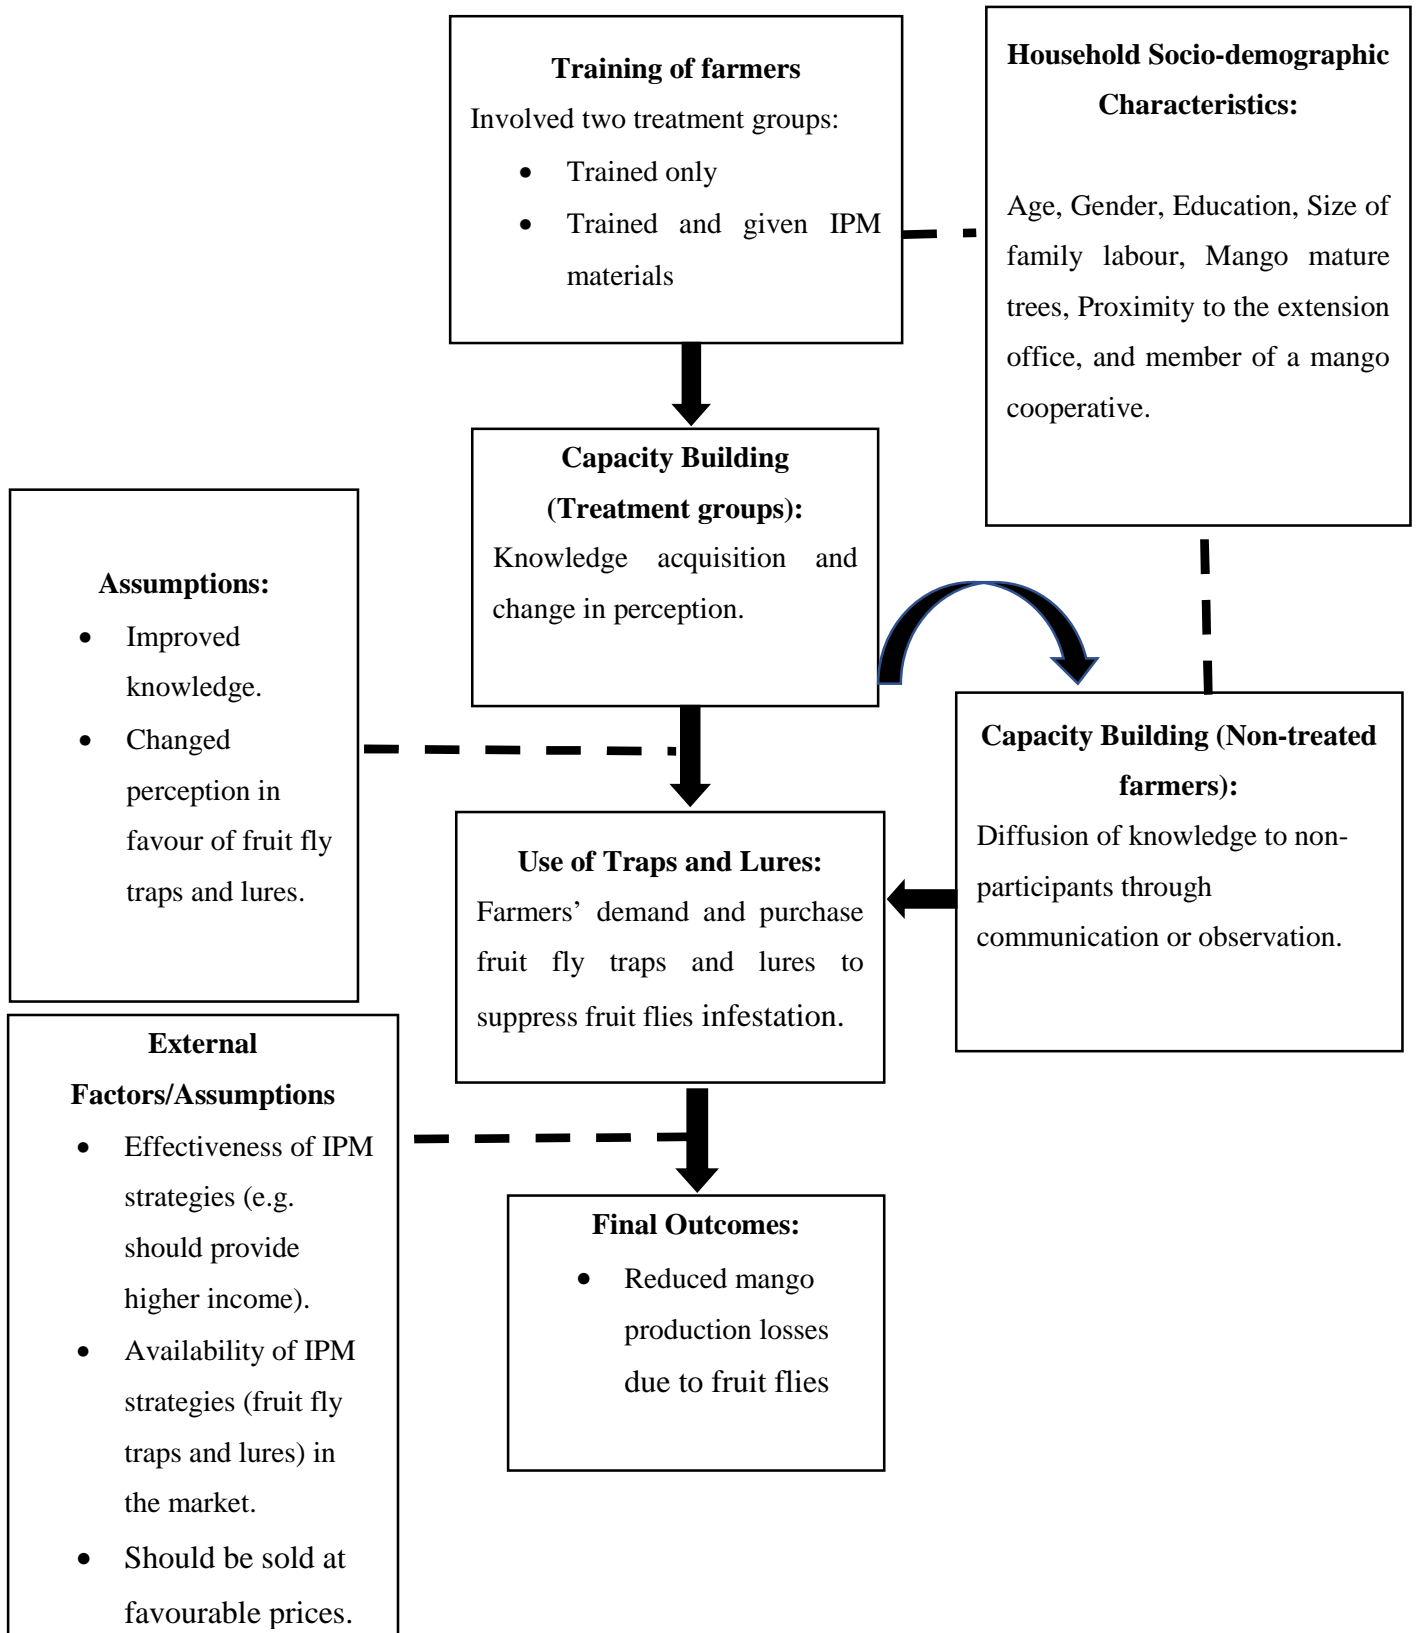 Training of farmers
Involved two treatment groups:
• Trained only
• Trained and given IPM
materials
Household Socio-demographic
Characteristics:
Age, Gender, Education, Size of
family labour, Mango mature
trees, Proximity to the extension
office, and member of a mango
cooperative.
Capacity Building
(Treatment groups):
Knowledge acquisition and
change in perception.
Assumptions:
• Improved
knowledge.
• Changed
perception in
favour of fruit fly
traps and lures.
Capacity Building (Non-treated
farmers):
Diffusion of knowledge to non-
participants through
communication or observation.
Use of Traps and Lures:
Farmers’ demand and purchase
fruit fly traps and lures to
suppress fruit flies infestation.
External
Factors/Assumptions
• Effectiveness of IPM
strategies (e.g.
should provide
higher income).
• Availability of IPM
strategies (fruit fly
traps and lures) in
the market.
• Should be sold at
favourable prices.
Final Outcomes:
• Reduced mango
production losses
due to fruit flies